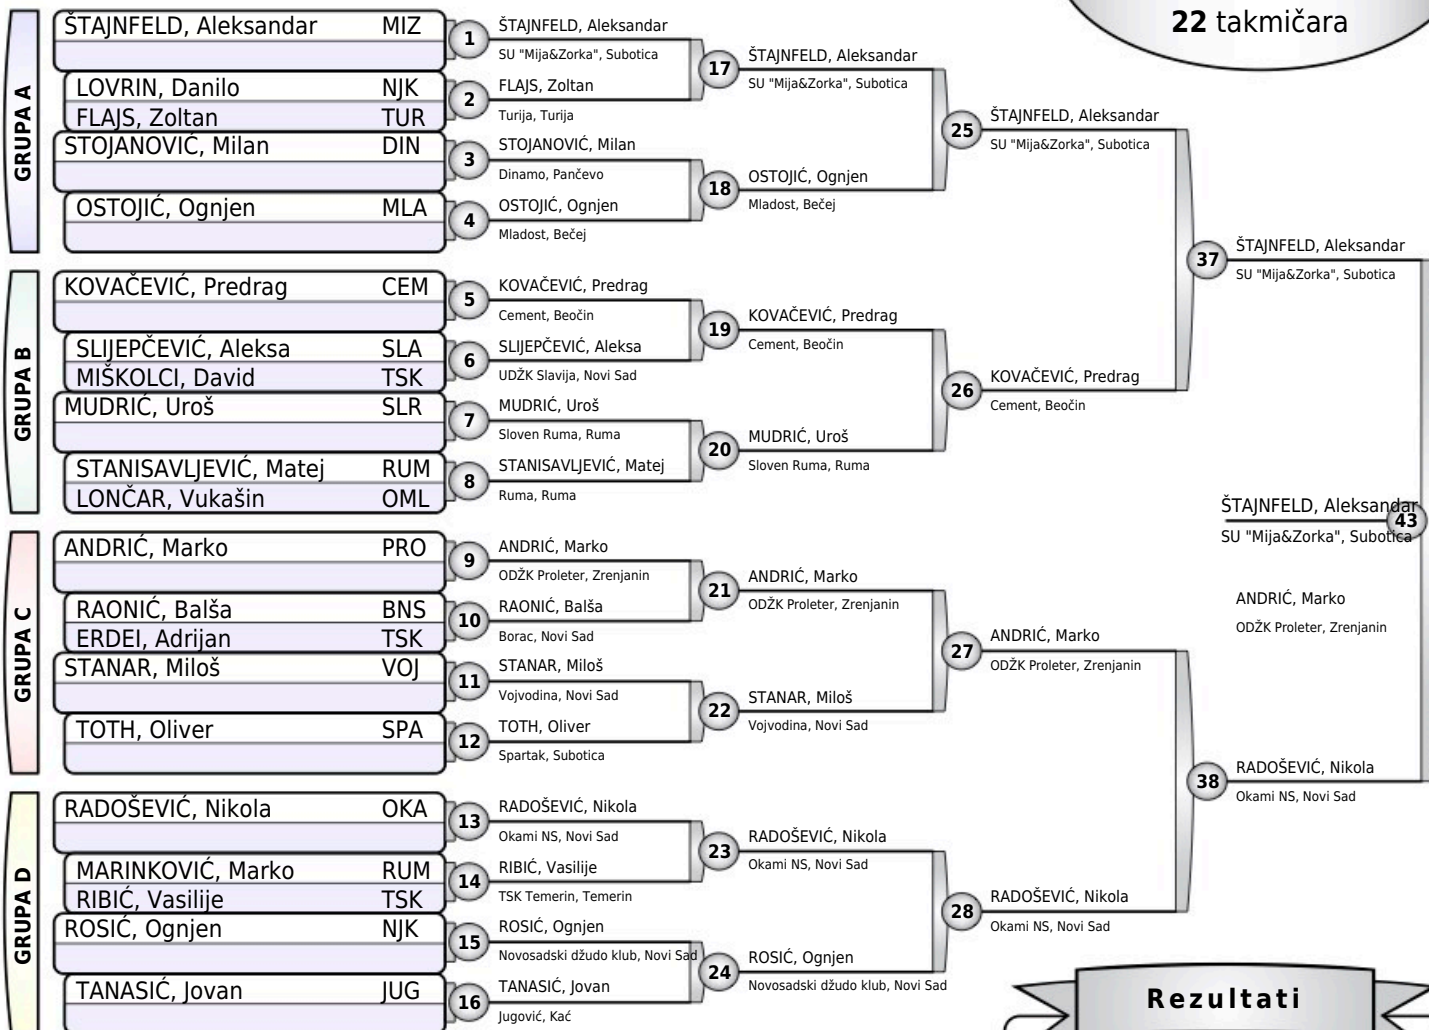 22 takmičara
GRUPA A
ŠTAJNFELD, Aleksandar MIZ
LOVRIN, Danilo NJK
FLAJS, Zoltan TUR
STOJANOVIĆ, Milan DIN
OSTOJIĆ, Ognjen MLA
GRUPA B
KOVAČEVIĆ, Predrag CEM
SLIJEPČEVIĆ, Aleksa SLA
MIŠKOLCI, David TSK
MUDRIĆ, Uroš SLR
STANISAVLJEVIĆ, Matej RUM
LONČAR, Vukašin OML
GRUPA C
ANDRIĆ, Marko PRO
RAONIĆ, Balša BNS
ERDEI, Adrijan TSK
STANAR, Miloš VOJ
TOTH, Oliver SPA
GRUPA D
RADOŠEVIĆ, Nikola OKA
MARINKOVIĆ, Marko RUM
RIBIĆ, Vasilije TSK
ROSIĆ, Ognjen NJK
TANASIĆ, Jovan JUG
1 ŠTAJNFELD, Aleksandar
SU "Mija&Zorka", Subotica
2 FLAJS, Zoltan
Turija, Turija
3 STOJANOVIĆ, Milan
Dinamo, Pančevo
4 OSTOJIĆ, Ognjen
Mladost, Bečej
5 KOVAČEVIĆ, Predrag
Cement, Beočin
6 SLIJEPČEVIĆ, Aleksa
UDŽK Slavija, Novi Sad
7 MUDRIĆ, Uroš
Sloven Ruma, Ruma
8 STANISAVLJEVIĆ, Matej
Ruma, Ruma
9 ANDRIĆ, Marko
ODŽK Proleter, Zrenjanin
10 RAONIĆ, Balša
Borac, Novi Sad
11 STANAR, Miloš
Vojvodina, Novi Sad
12 TOTH, Oliver
Spartak, Subotica
13 RADOŠEVIĆ, Nikola
Okami NS, Novi Sad
14 RIBIĆ, Vasilije
TSK Temerin, Temerin
15 ROSIĆ, Ognjen
Novosadski džudo klub, Novi Sad
16 TANASIĆ, Jovan
Jugović, Kać
17 ŠTAJNFELD, Aleksandar
SU "Mija&Zorka", Subotica
18 OSTOJIĆ, Ognjen
Mladost, Bečej
19 KOVAČEVIĆ, Predrag
Cement, Beočin
20 MUDRIĆ, Uroš
Sloven Ruma, Ruma
21 ANDRIĆ, Marko
ODŽK Proleter, Zrenjanin
22 STANAR, Miloš
Vojvodina, Novi Sad
23 RADOŠEVIĆ, Nikola
Okami NS, Novi Sad
24 ROSIĆ, Ognjen
Novosadski džudo klub, Novi Sad
25 ŠTAJNFELD, Aleksandar
SU "Mija&Zorka", Subotica
26 KOVAČEVIĆ, Predrag
Cement, Beočin
27 ANDRIĆ, Marko
ODŽK Proleter, Zrenjanin
28 RADOŠEVIĆ, Nikola
Okami NS, Novi Sad
37 ŠTAJNFELD, Aleksandar
SU "Mija&Zorka", Subotica
38 RADOŠEVIĆ, Nikola
Okami NS, Novi Sad
ŠTAJNFELD, Aleksandar
43
SU "Mija&Zorka", Subotica
ANDRIĆ, Marko
ODŽK Proleter, Zrenjanin
Rezultati